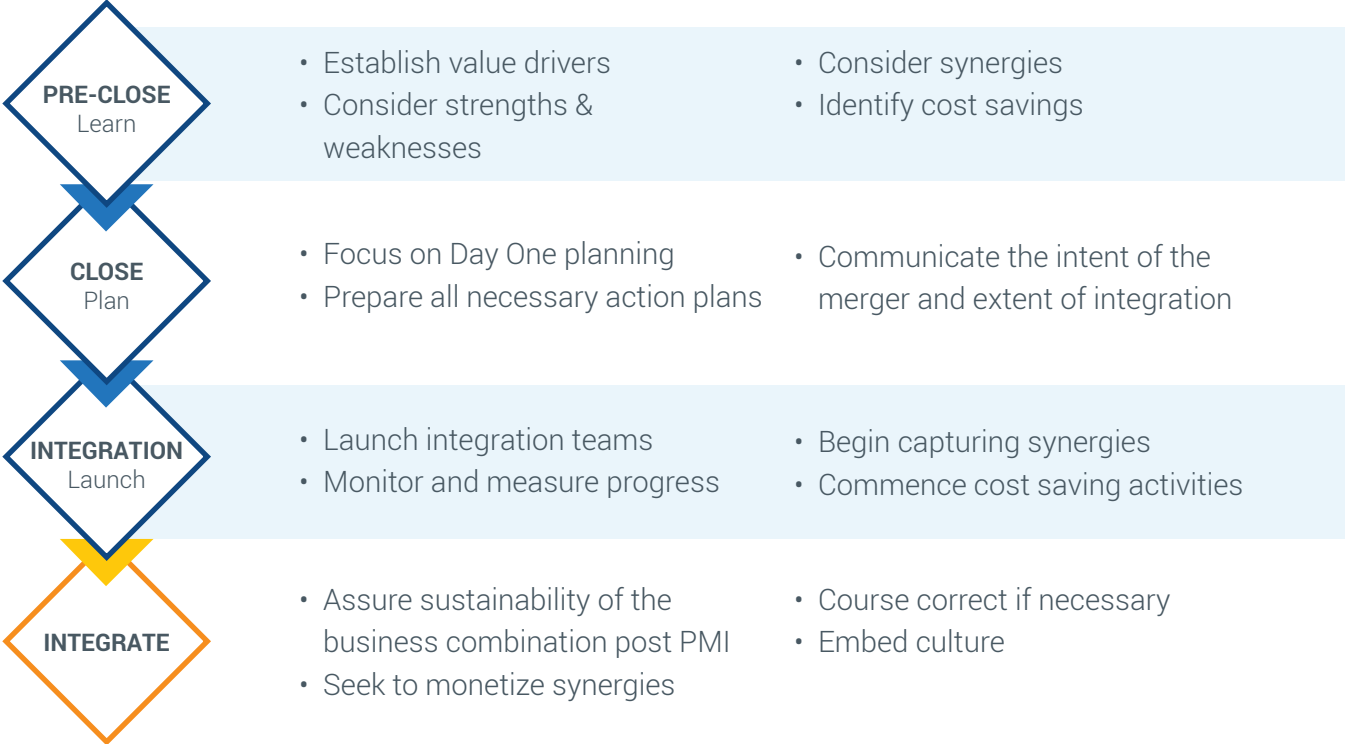 PRE-CLOSE
Learn
• Establish value drivers
• Consider strengths &
weaknesses
• Consider synergies
• Identify cost savings
CLOSE
Plan
• Focus on Day One planning
• Prepare all necessary action plans
• Communicate the intent of the
merger and extent of integration
INTEGRATION
Launch
• Launch integration teams
• Monitor and measure progress
• Begin capturing synergies
• Commence cost saving activities
INTEGRATE
• Assure sustainability of the
business combination post PMI
• Seek to monetize synergies
• Course correct if necessary
• Embed culture